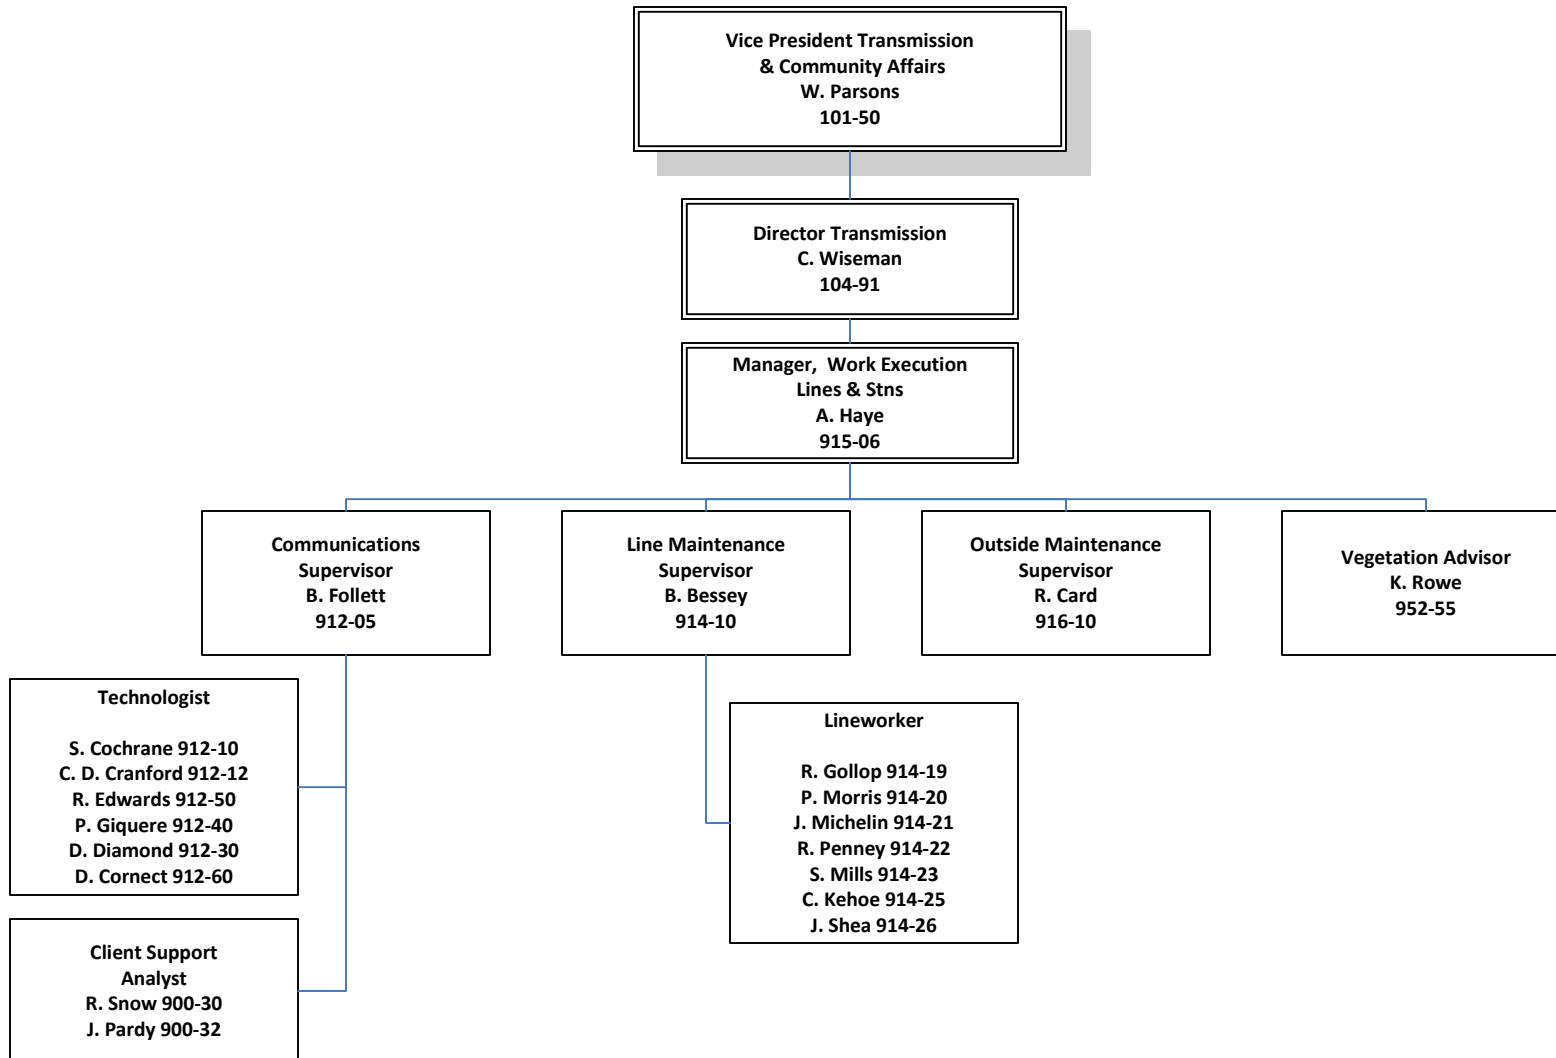 Vice President Transmission
& Community Affairs
W. Parsons
101-50
Director Transmission
C. Wiseman
104-91
Manager, Work Execution
Lines & Stns
A. Haye
915-06
Communications
Supervisor
B. Follett
912-05
Line Maintenance
Supervisor
B. Bessey
914-10
Outside Maintenance
Supervisor
R. Card
916-10
Vegetation Advisor
K. Rowe
952-55
Technologist
S. Cochrane 912-10
C. D. Cranford 912-12
R. Edwards 912-50
P. Giquere 912-40
D. Diamond 912-30
D. Cornect 912-60
Lineworker
R. Gollop 914-19
P. Morris 914-20
J. Michelin 914-21
R. Penney 914-22
S. Mills 914-23
C. Kehoe 914-25
J. Shea 914-26
Client Support
Analyst
R. Snow 900-30
J. Pardy 900-32